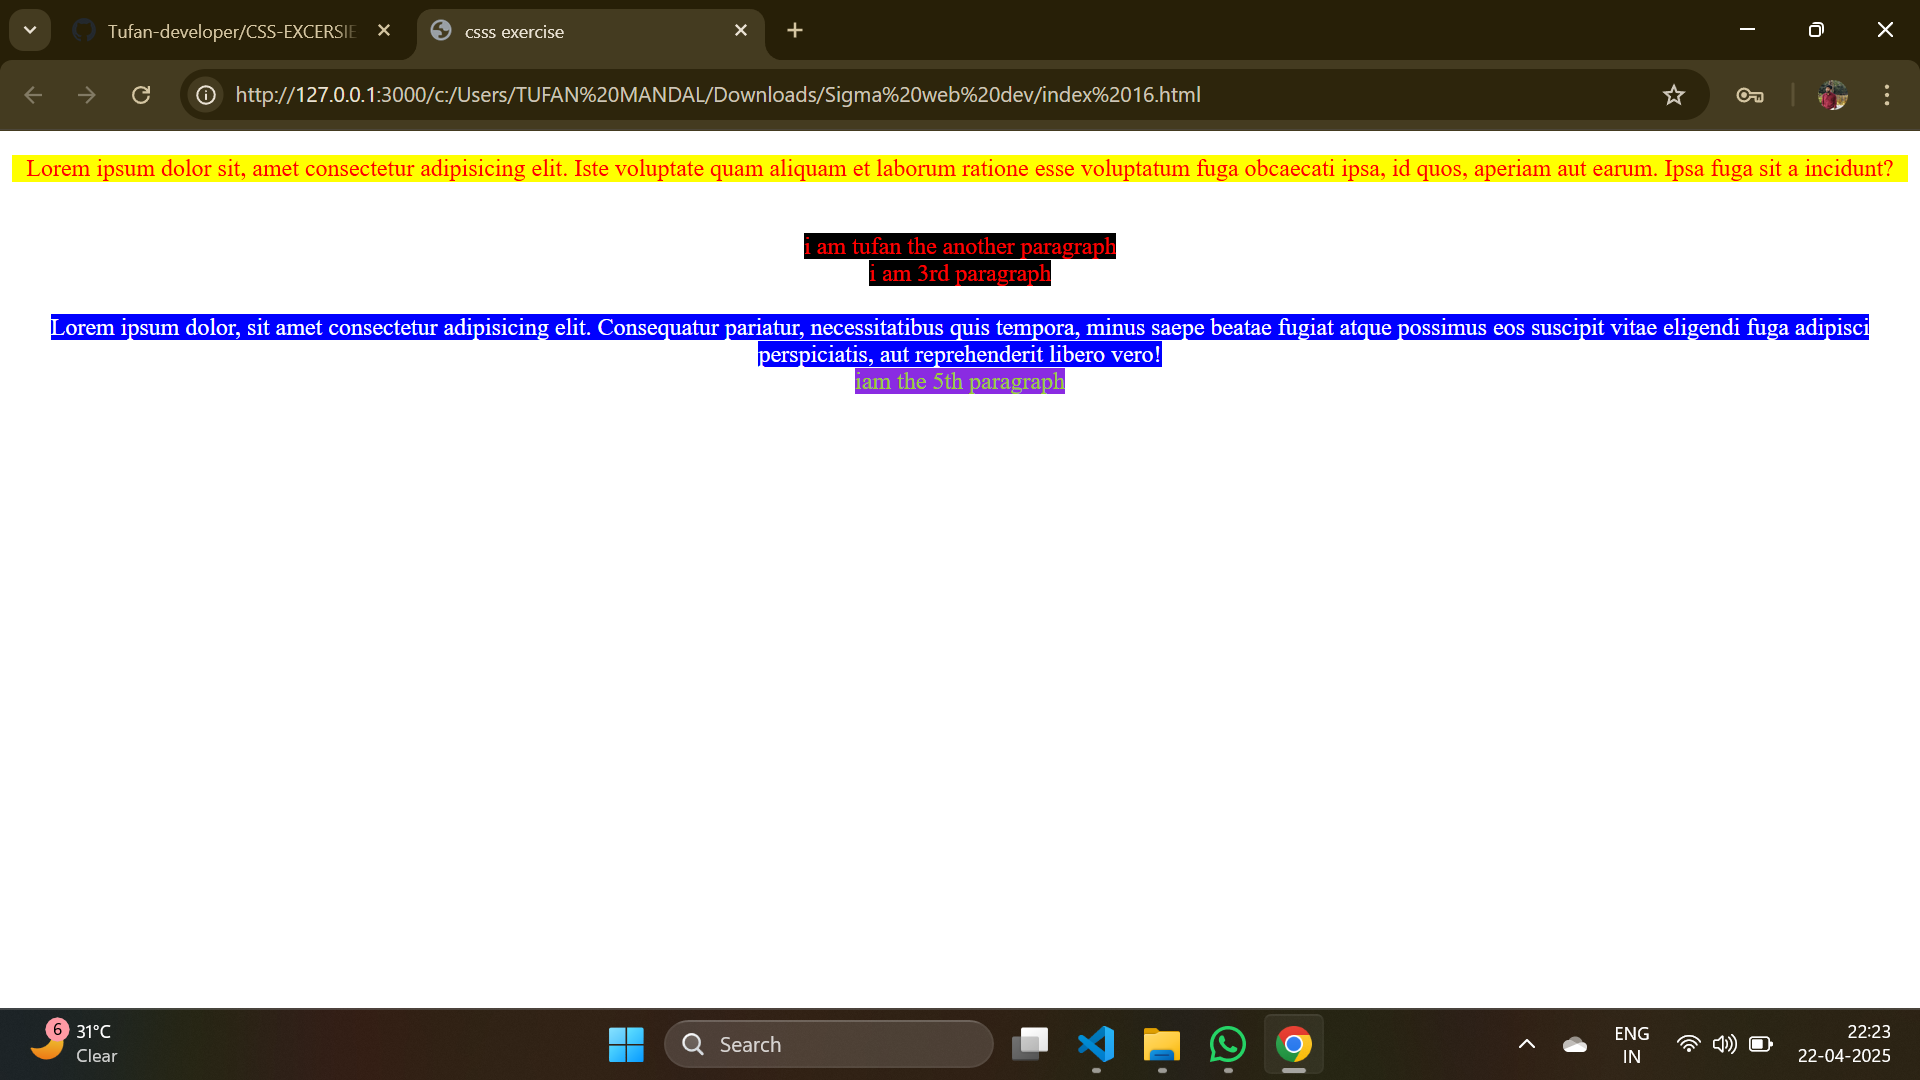 Tufan-developer/CSS-EXCERSIE
csss exercise
http://127.0.0.1:3000/c:/Users/TUFAN%20MANDAL/Downloads/Sigma%20web%20dev/index%2016.html
Lorem ipsum dolor sit, amet consectetur adipisicing elit. Iste voluptate quam aliquam et laborum ratione esse voluptatum fuga obcaecati ipsa, id quos, aperiam aut earum. Ipsa fuga sit a incidunt?
i am tufan the another paragraph
i am 3rd paragraph
Lorem ipsum dolor, sit amet consectetur adipisicing elit. Consequatur pariatur, necessitatibus quis tempora, minus saepe beatae fugiat atque possimus eos suscipit vitae eligendi fuga adipisci
perspiciatis, aut reprehenderit libero vero!
iam the 5th paragraph
6
31°C
Clear
Search
ENG
IN
22:23
22-04-2025